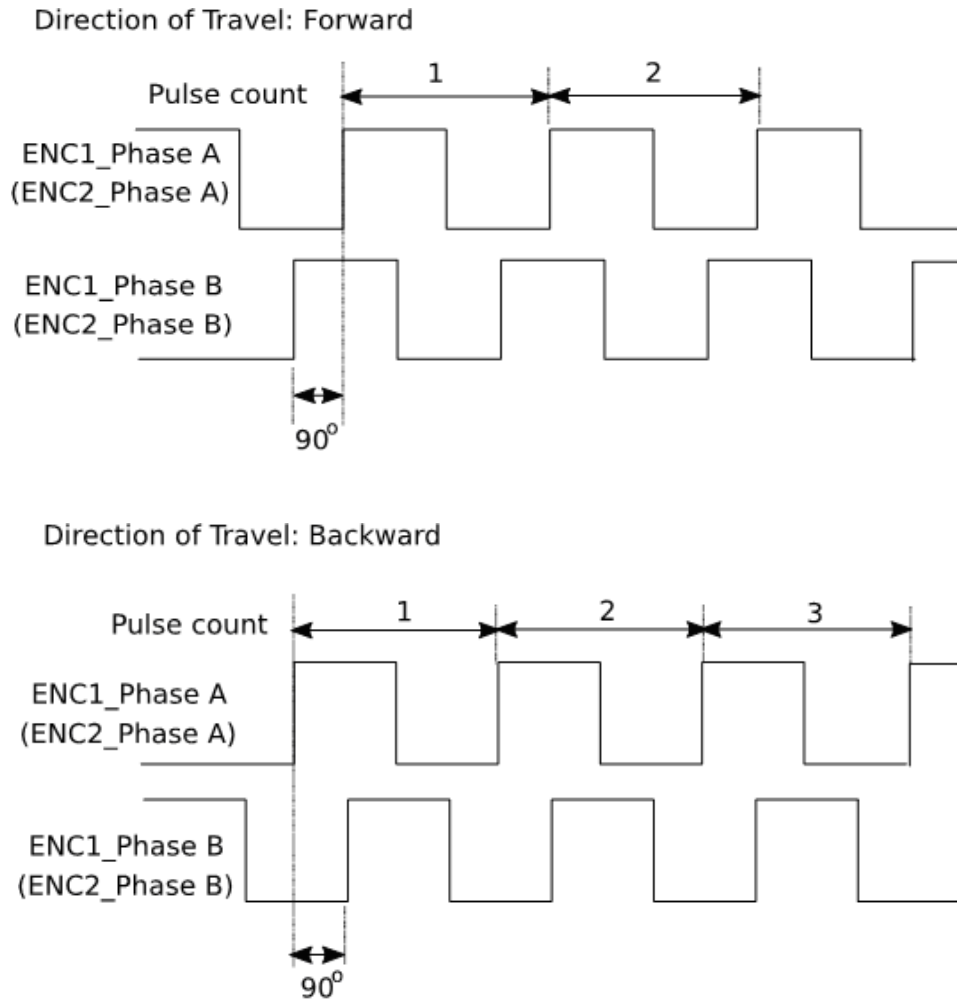 Direction of Travel: Forward
1
2
Pulse count
ENC1_Phase A
(ENC2_Phase A)
ENC1_Phase B
(ENC2_Phase B)
90°
Direction of Travel: Backward
1
2
3
Pulse count
ENC1_Phase A
(ENC2_Phase A)
ENC1_Phase B
(ENC2_Phase B)
90°